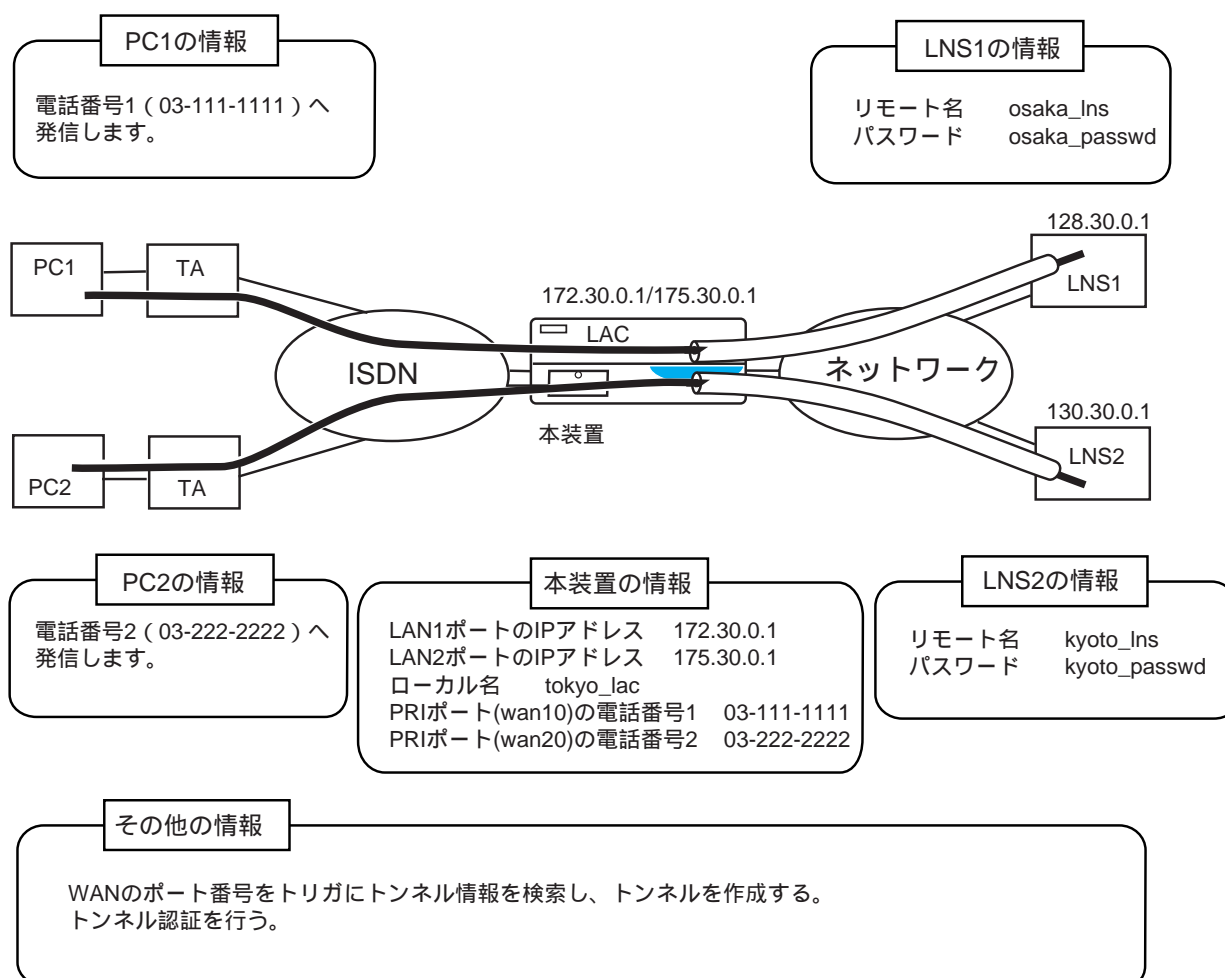 PC1の情報
電話番号1（03-111-1111）へ
発信します。
LNS1の情報
リモート名 osaka_lns
パスワード osaka_passwd
128.30.0.1
PC1
TA
LNS1
172.30.0.1/175.30.0.1
LAC
ISDN
ネットワーク
本装置
130.30.0.1
LNS2
PC2
TA
PC2の情報
電話番号2（03-222-2222）へ
発信します。
本装置の情報
LAN1ポートのIPアドレス 172.30.0.1
LAN2ポートのIPアドレス 175.30.0.1
ローカル名 tokyo_lac
PRIポート(wan10)の電話番号1 03-111-1111
PRIポート(wan20)の電話番号2 03-222-2222
LNS2の情報
リモート名 kyoto_lns
パスワード kyoto_passwd
その他の情報
WANのポート番号をトリガにトンネル情報を検索し、トンネルを作成する。
トンネル認証を行う。